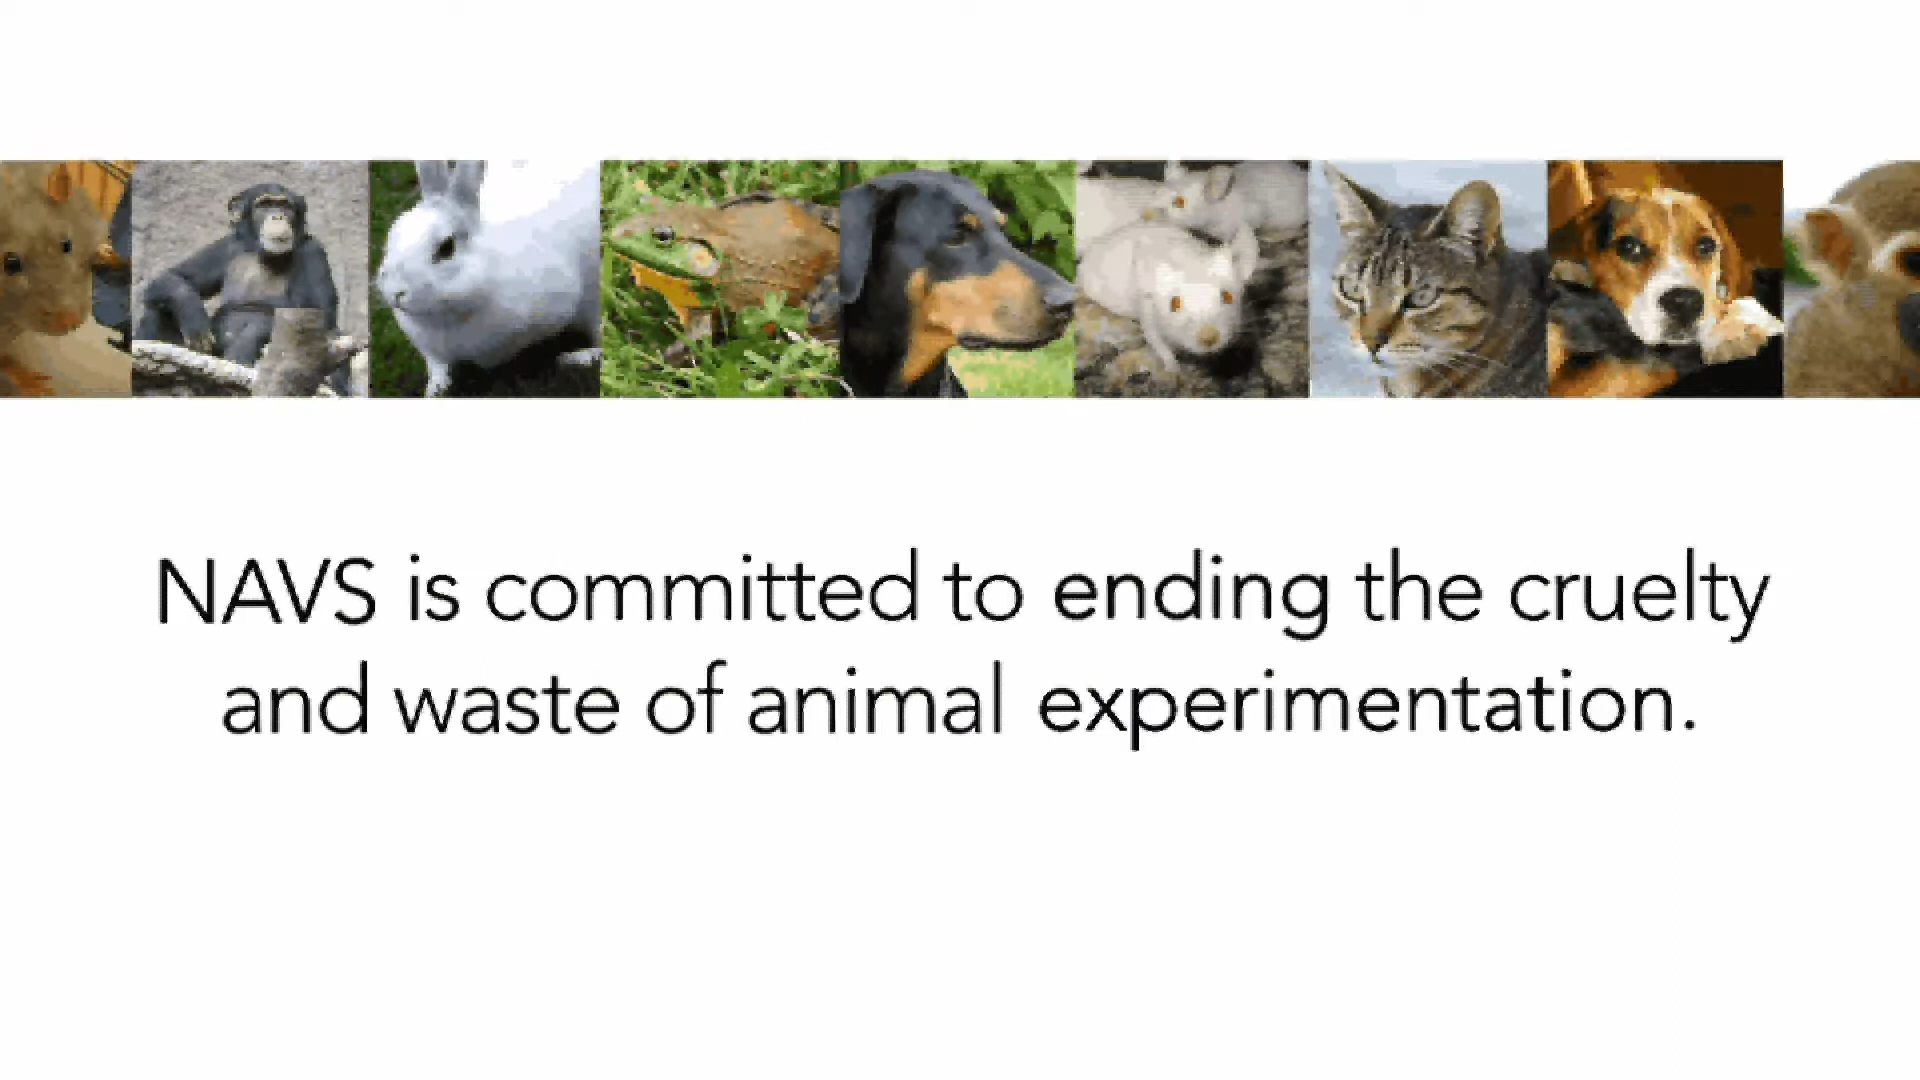 NAVS is committed to ending the cruelty
and waste of animal experimentation.